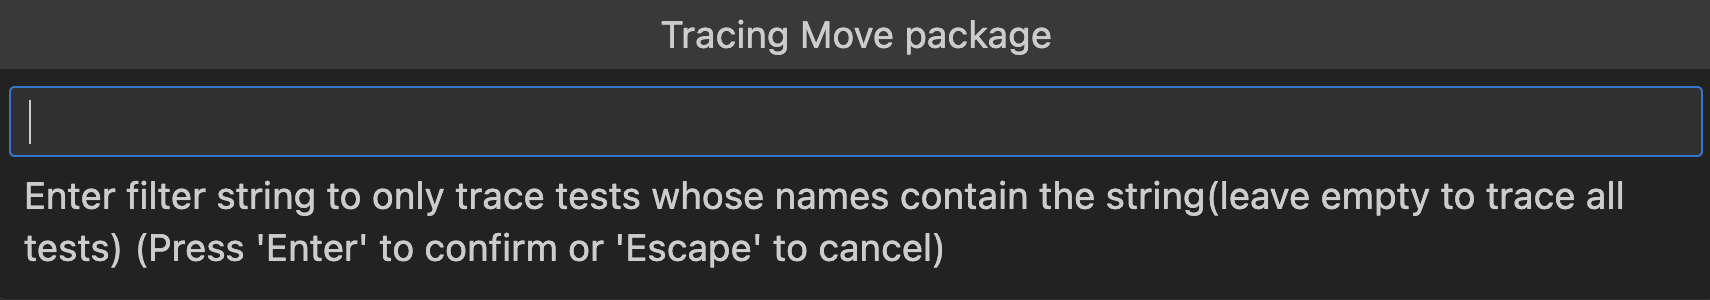 Tracing Move package
Enter filter string to only trace tests whose names contain the string(leave empty to trace all
tests) (Press 'Enter' to confirm or 'Escape' to cancel)